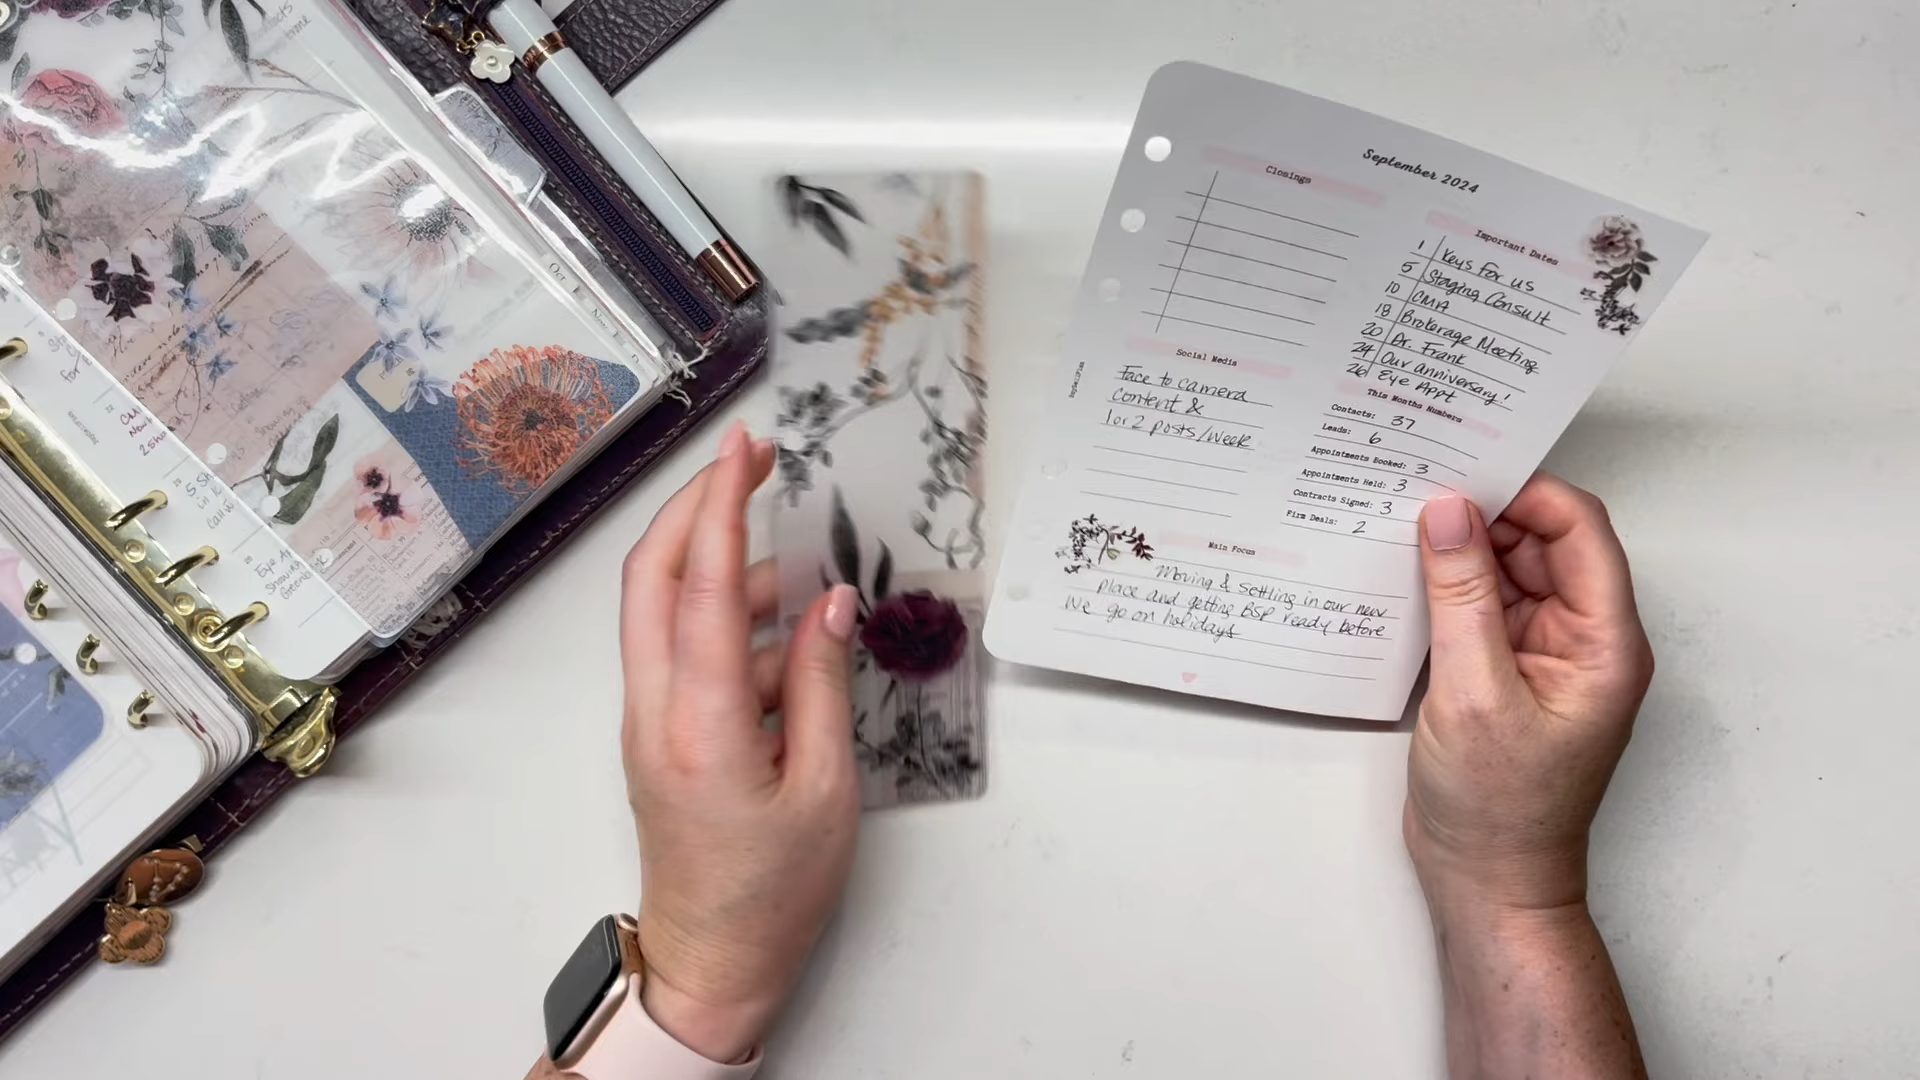 September 2024
Closings
Important Dates
1 Keys for us
5 Staging Consult
10 CMA
18 Brokerage Meeting
20 Dr. Frank
24 Our anniversary!
26 Eye Appt
Social Media
Face to camera
content &
1 or 2 posts/week
This Months Numbers
Contacts: 37
Leads: 6
Appointments Booked: 3
Appointments Held: 3
Contracts Signed: 3
Firm Deals: 2
Main Focus
Moving & Settling in our new
place and getting BSP ready before
we go on holidays
Oct
Nov